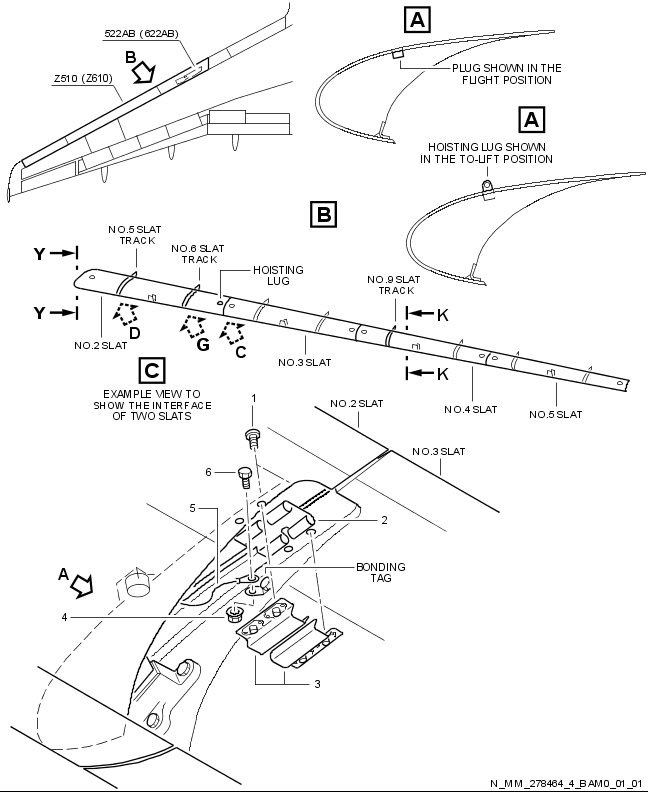 522AB (622AB)
B
Z510 (Z610)
A
PLUG SHOWN IN THE
FLIGHT POSITION
A
HOISTING LUG SHOWN
IN THE TO-LIFT POSITION
B
NO.5 SLAT
TRACK
NO.6 SLAT
TRACK
HOISTING
LUG
NO.9 SLAT
TRACK
Y
Y
K
K
D
G
C
NO.2 SLAT
NO.3 SLAT
NO.4 SLAT
NO.5 SLAT
C
EXAMPLE VIEW TO
SHOW THE INTERFACE
OF TWO SLATS
1
NO.2 SLAT
NO.3 SLAT
6
5
2
BONDING
TAG
A
4
3
N_MM_278464_4_BAM0_01_01